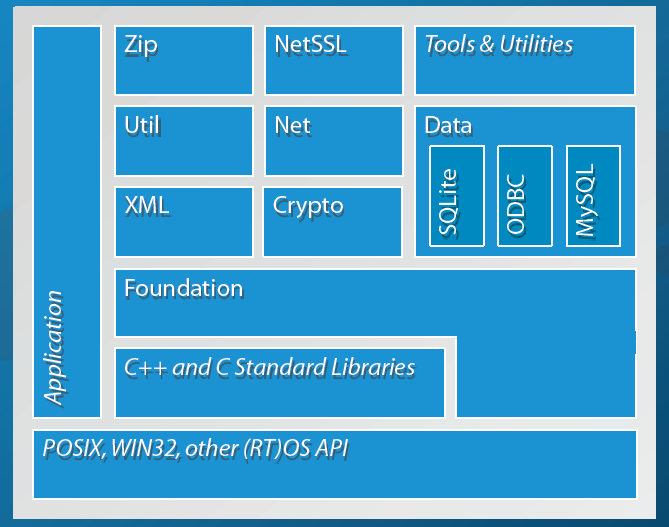 Zip
NetSSL
Tools & Utilities
Util
Net
Data
SQLite
ODBC
MySQL
XML
Crypto
Foundation
Application
C++ and C Standard Libraries
POSIX, WIN32, other (RT)OS API